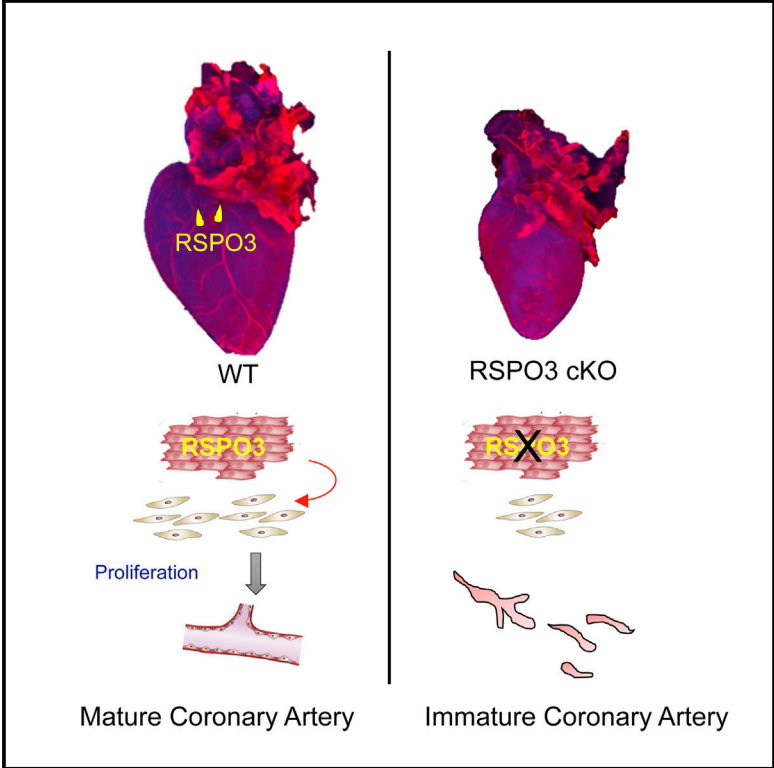 RSPO3
WT
RSPO3 cKO
RSPO3
RSPO3
X
Proliferation
Mature Coronary Artery
Immature Coronary Artery